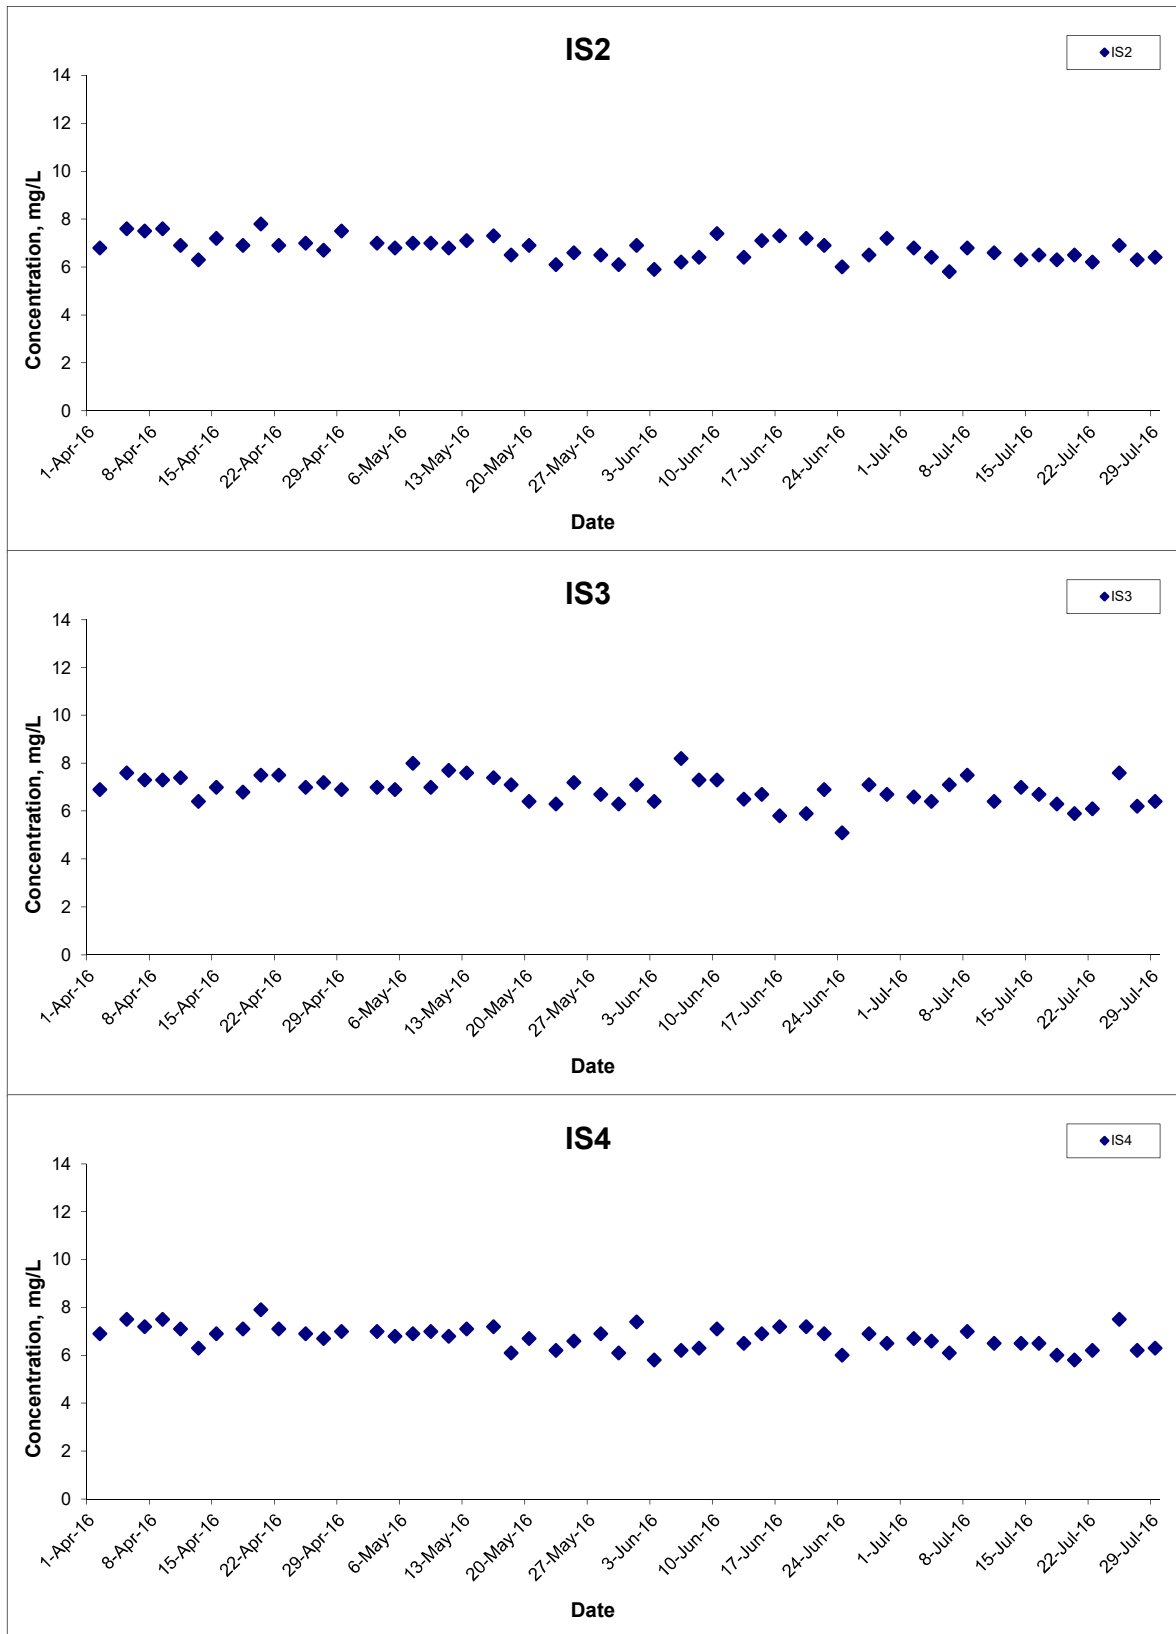 IS2
IS2
14
12
10
8
6
4
2
0
Concentration, mg/L
1-Apr-16
8-Apr-16
15-Apr-16
22-Apr-16
29-Apr-16
6-May-16
13-May-16
20-May-16
27-May-16
3-Jun-16
10-Jun-16
17-Jun-16
24-Jun-16
1-Jul-16
8-Jul-16
15-Jul-16
22-Jul-16
29-Jul-16
Date
IS3
IS3
14
12
10
8
6
4
2
0
Concentration, mg/L
1-Apr-16
8-Apr-16
15-Apr-16
22-Apr-16
29-Apr-16
6-May-16
13-May-16
20-May-16
27-May-16
3-Jun-16
10-Jun-16
17-Jun-16
24-Jun-16
1-Jul-16
8-Jul-16
15-Jul-16
22-Jul-16
29-Jul-16
Date
IS4
IS4
14
12
10
8
6
4
2
0
Concentration, mg/L
1-Apr-16
8-Apr-16
15-Apr-16
22-Apr-16
29-Apr-16
6-May-16
13-May-16
20-May-16
27-May-16
3-Jun-16
10-Jun-16
17-Jun-16
24-Jun-16
1-Jul-16
8-Jul-16
15-Jul-16
22-Jul-16
29-Jul-16
Date